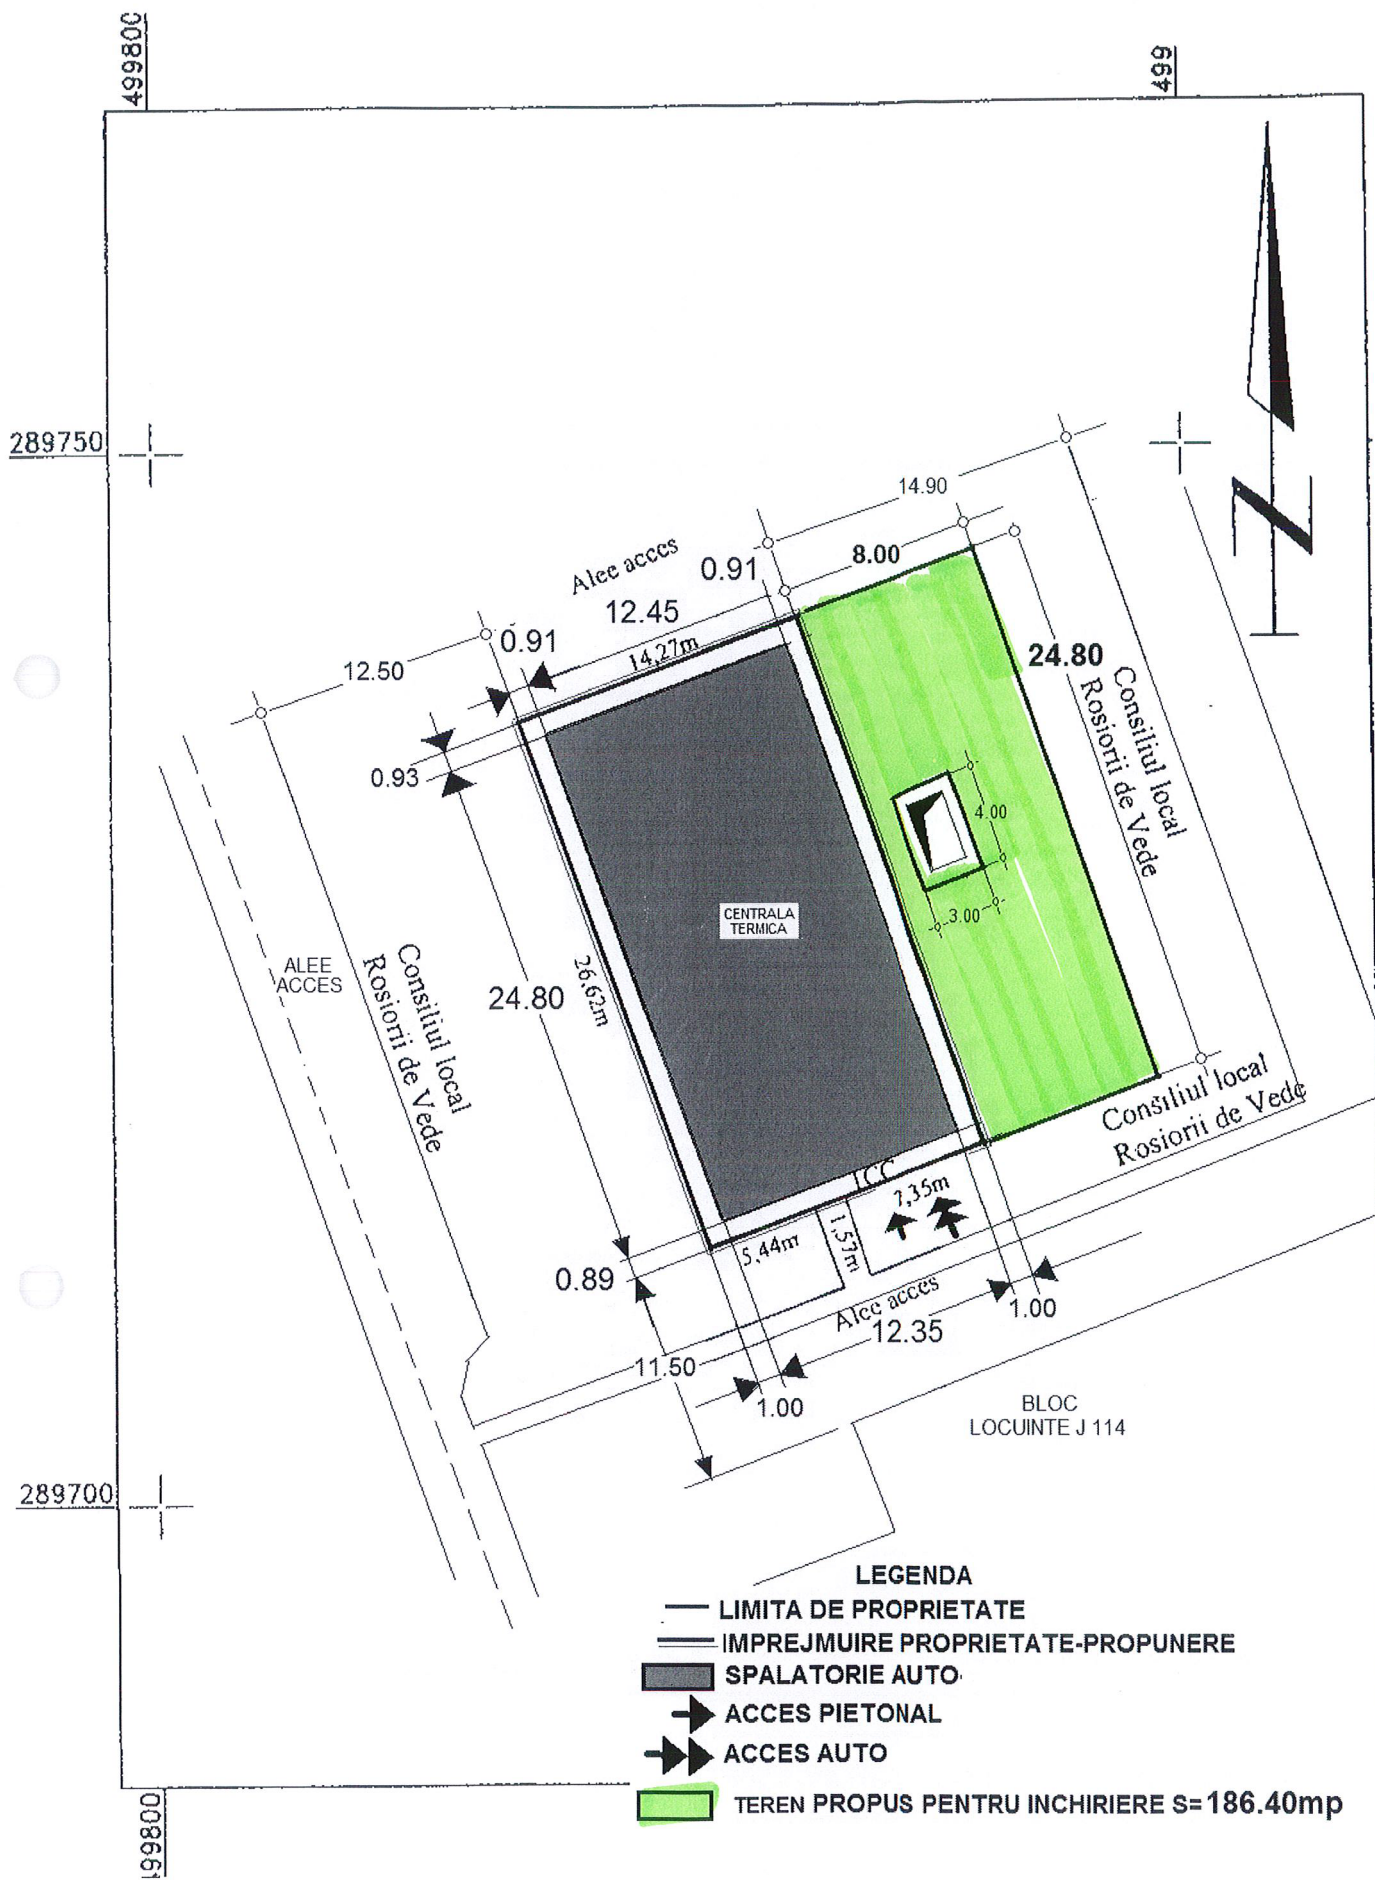 499800
499
289750
14.90
8.00
Alee acces
0.91
12.45
0.91
14,27m
12.50
24.80
0.93
Consiliul local
Rosiorii de Vede
4.00
3.00
CENTRALA
TERMICA
ALEE
ACCES
Consiliul local
Rosiorii de Vede
24.80
26,62m
Consiliul local
Rosiorii de Vede
1CC
7,35m
5,44m
1,57m
0.89
Alee acces
12.35
1.00
11.50
1.00
BLOC
LOCUINTE J 114
289700
LEGENDA
LIMITA DE PROPRIETATE
IMPREJMUIRE PROPRIETATE-PROPUNERE
SPALATORIE AUTO
ACCES PIETONAL
ACCES AUTO
TEREN PROPUS PENTRU INCHIRIERE S=186.40mp
499800
N